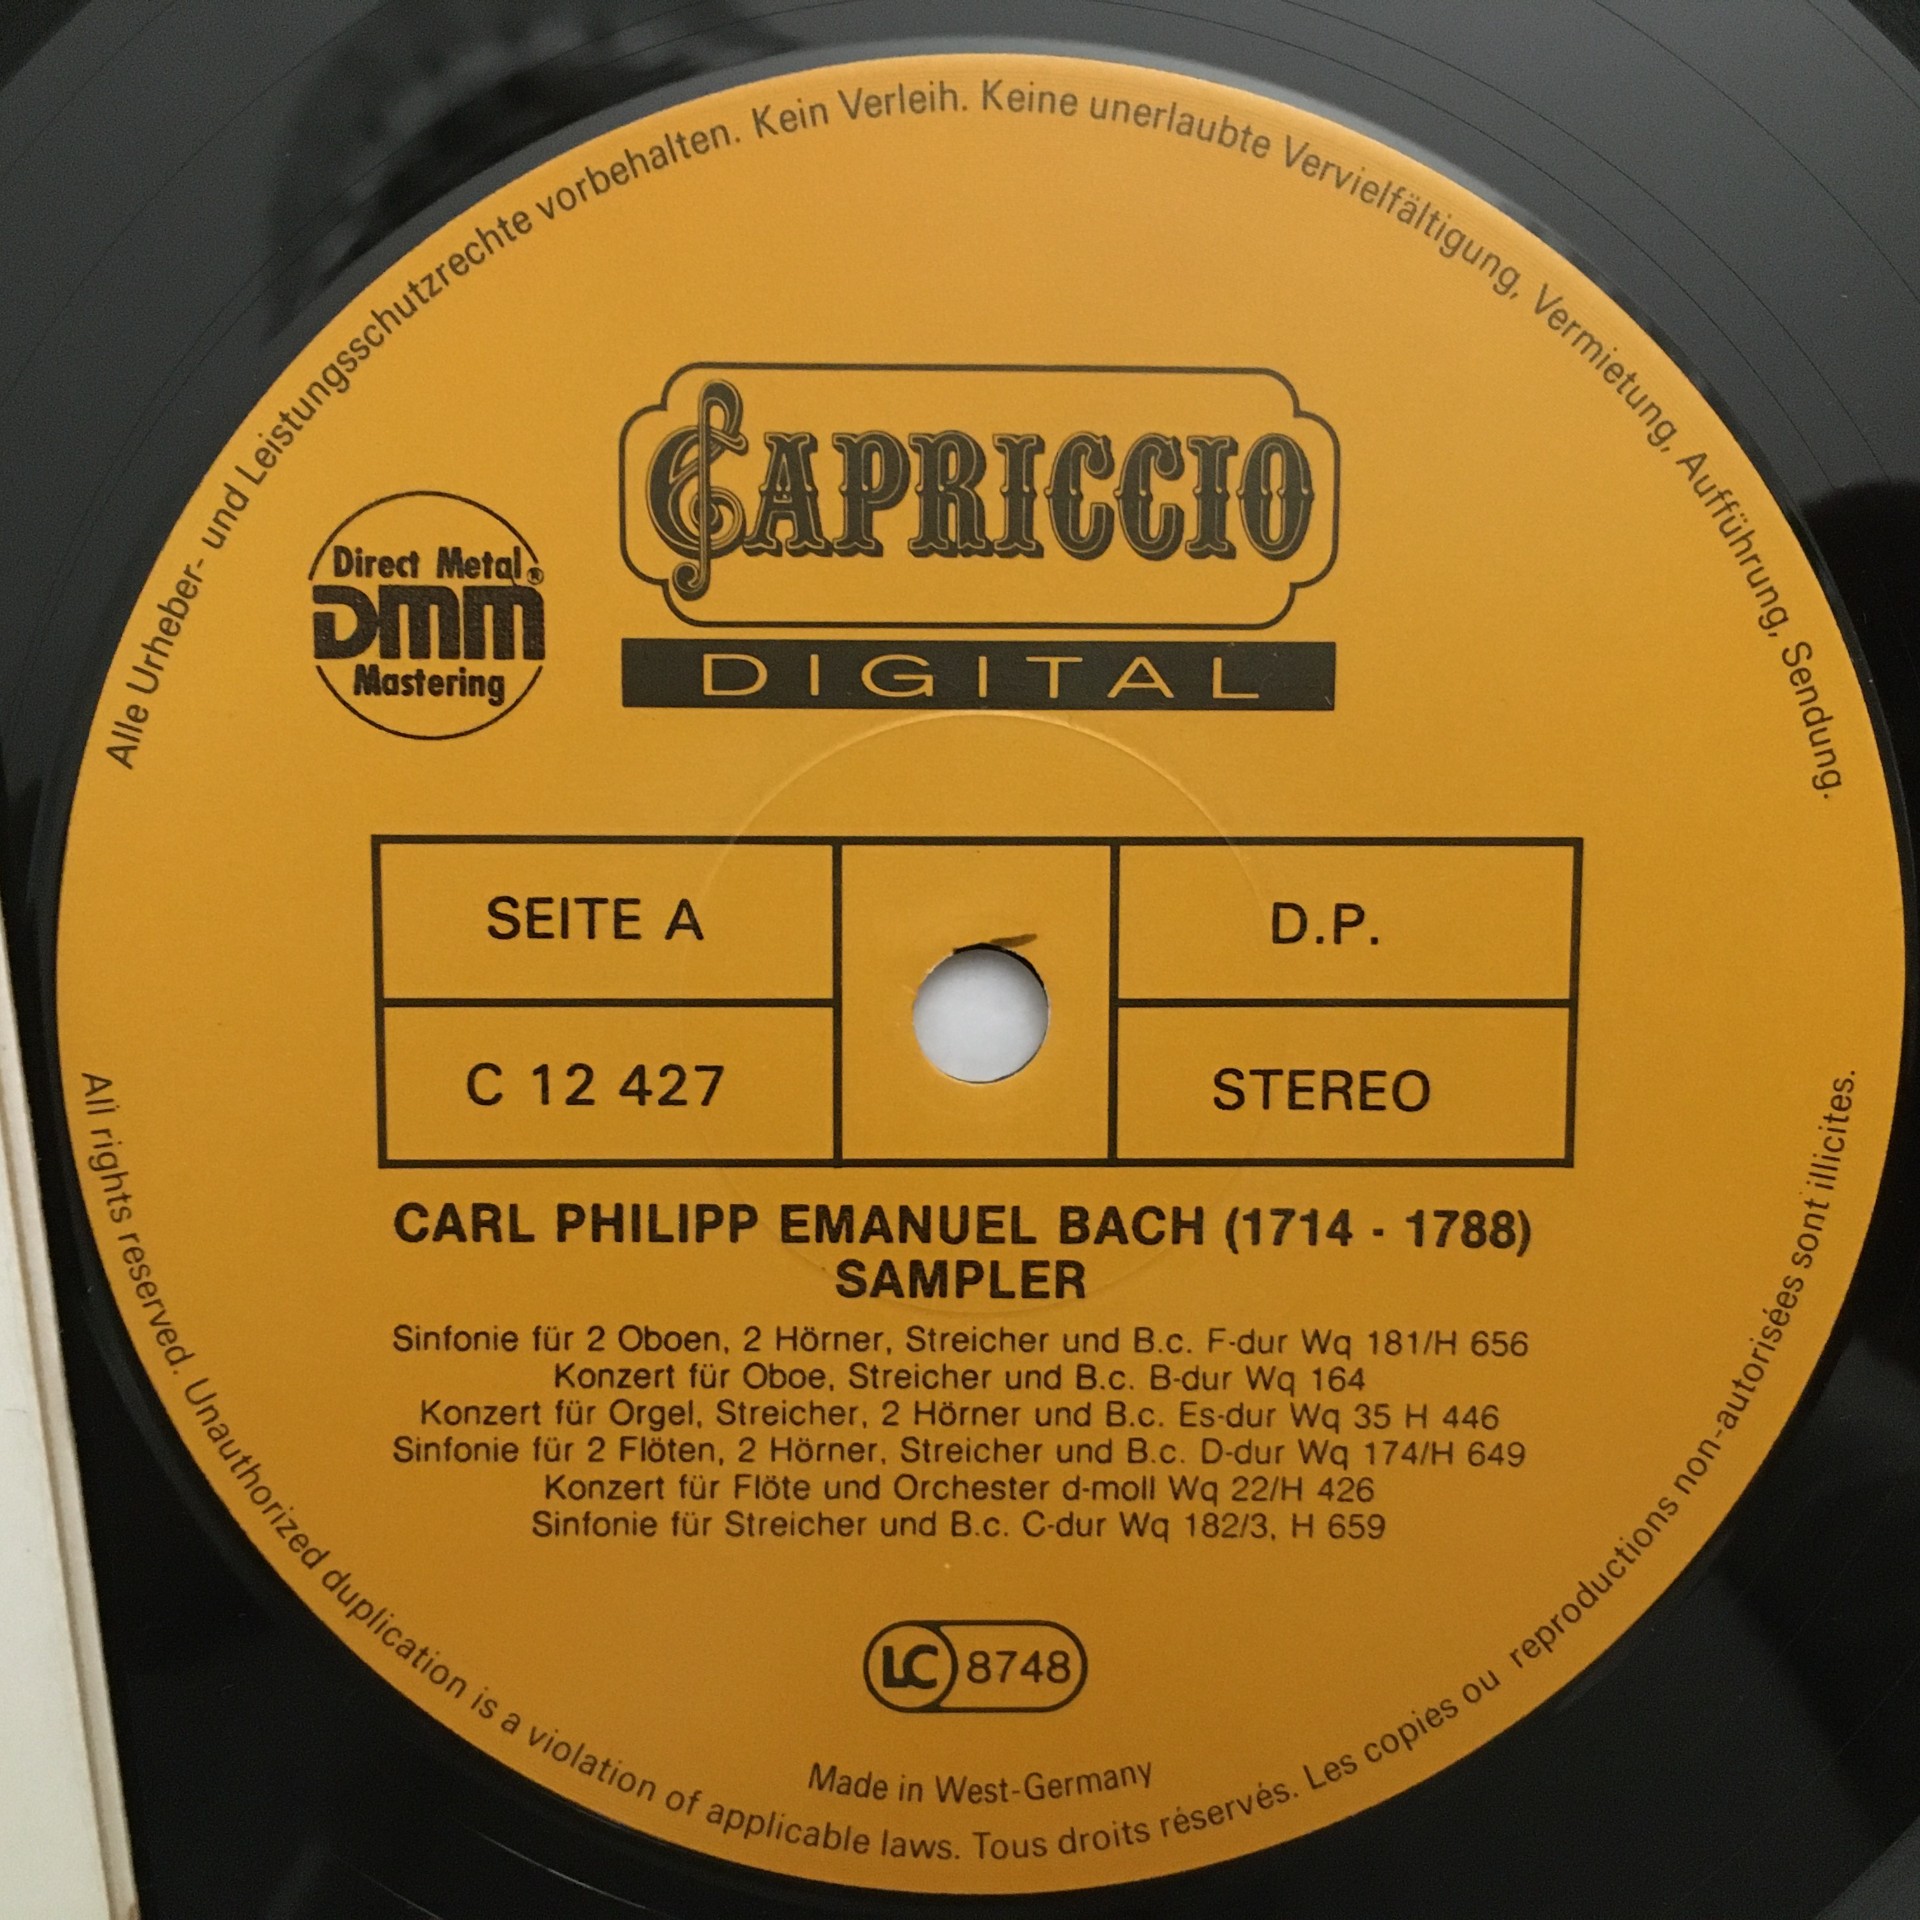 Alle Urheber- und Leistungsschutzrechte vorbehalten. Kein Verleih. Keine unerlaubte Vervielfältigung, Vermietung, Aufführung, Sendung.
CAPRICCIO
DIGITAL
Direct Metal®
DMM
Mastering
SEITE A
D.P.
C 12 427
STEREO
CARL PHILIPP EMANUEL BACH (1714 - 1788)
SAMPLER
Sinfonie für 2 Oboen, 2 Hörner, Streicher und B.c. F-dur Wq 181/H 656
Konzert für Oboe, Streicher und B.c. B-dur Wq 164
Konzert für Orgel, Streicher, 2 Hörner und B.c. Es-dur Wq 35 H 446
Sinfonie für 2 Flöten, 2 Hörner, Streicher und B.c. D-dur Wq 174/H 649
Konzert für Flöte und Orchester d-moll Wq 22/H 426
Sinfonie für Streicher und B.c. C-dur Wq 182/3, H 659
LC 8748
Made in West-Germany
All rights reserved. Unauthorized duplication is a violation of applicable laws. Tous droits réservés. Les copies ou reproductions non-autorisées sont illicites.